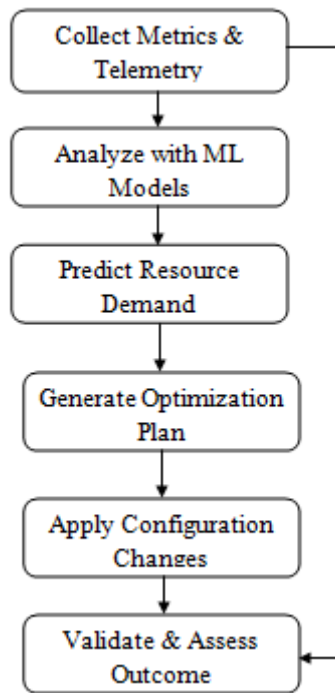 Collect Metrics &
Telemetry
Analyze with ML
Models
Predict Resource
Demand
Generate Optimization
Plan
Apply Configuration
Changes
Validate & Assess
Outcome